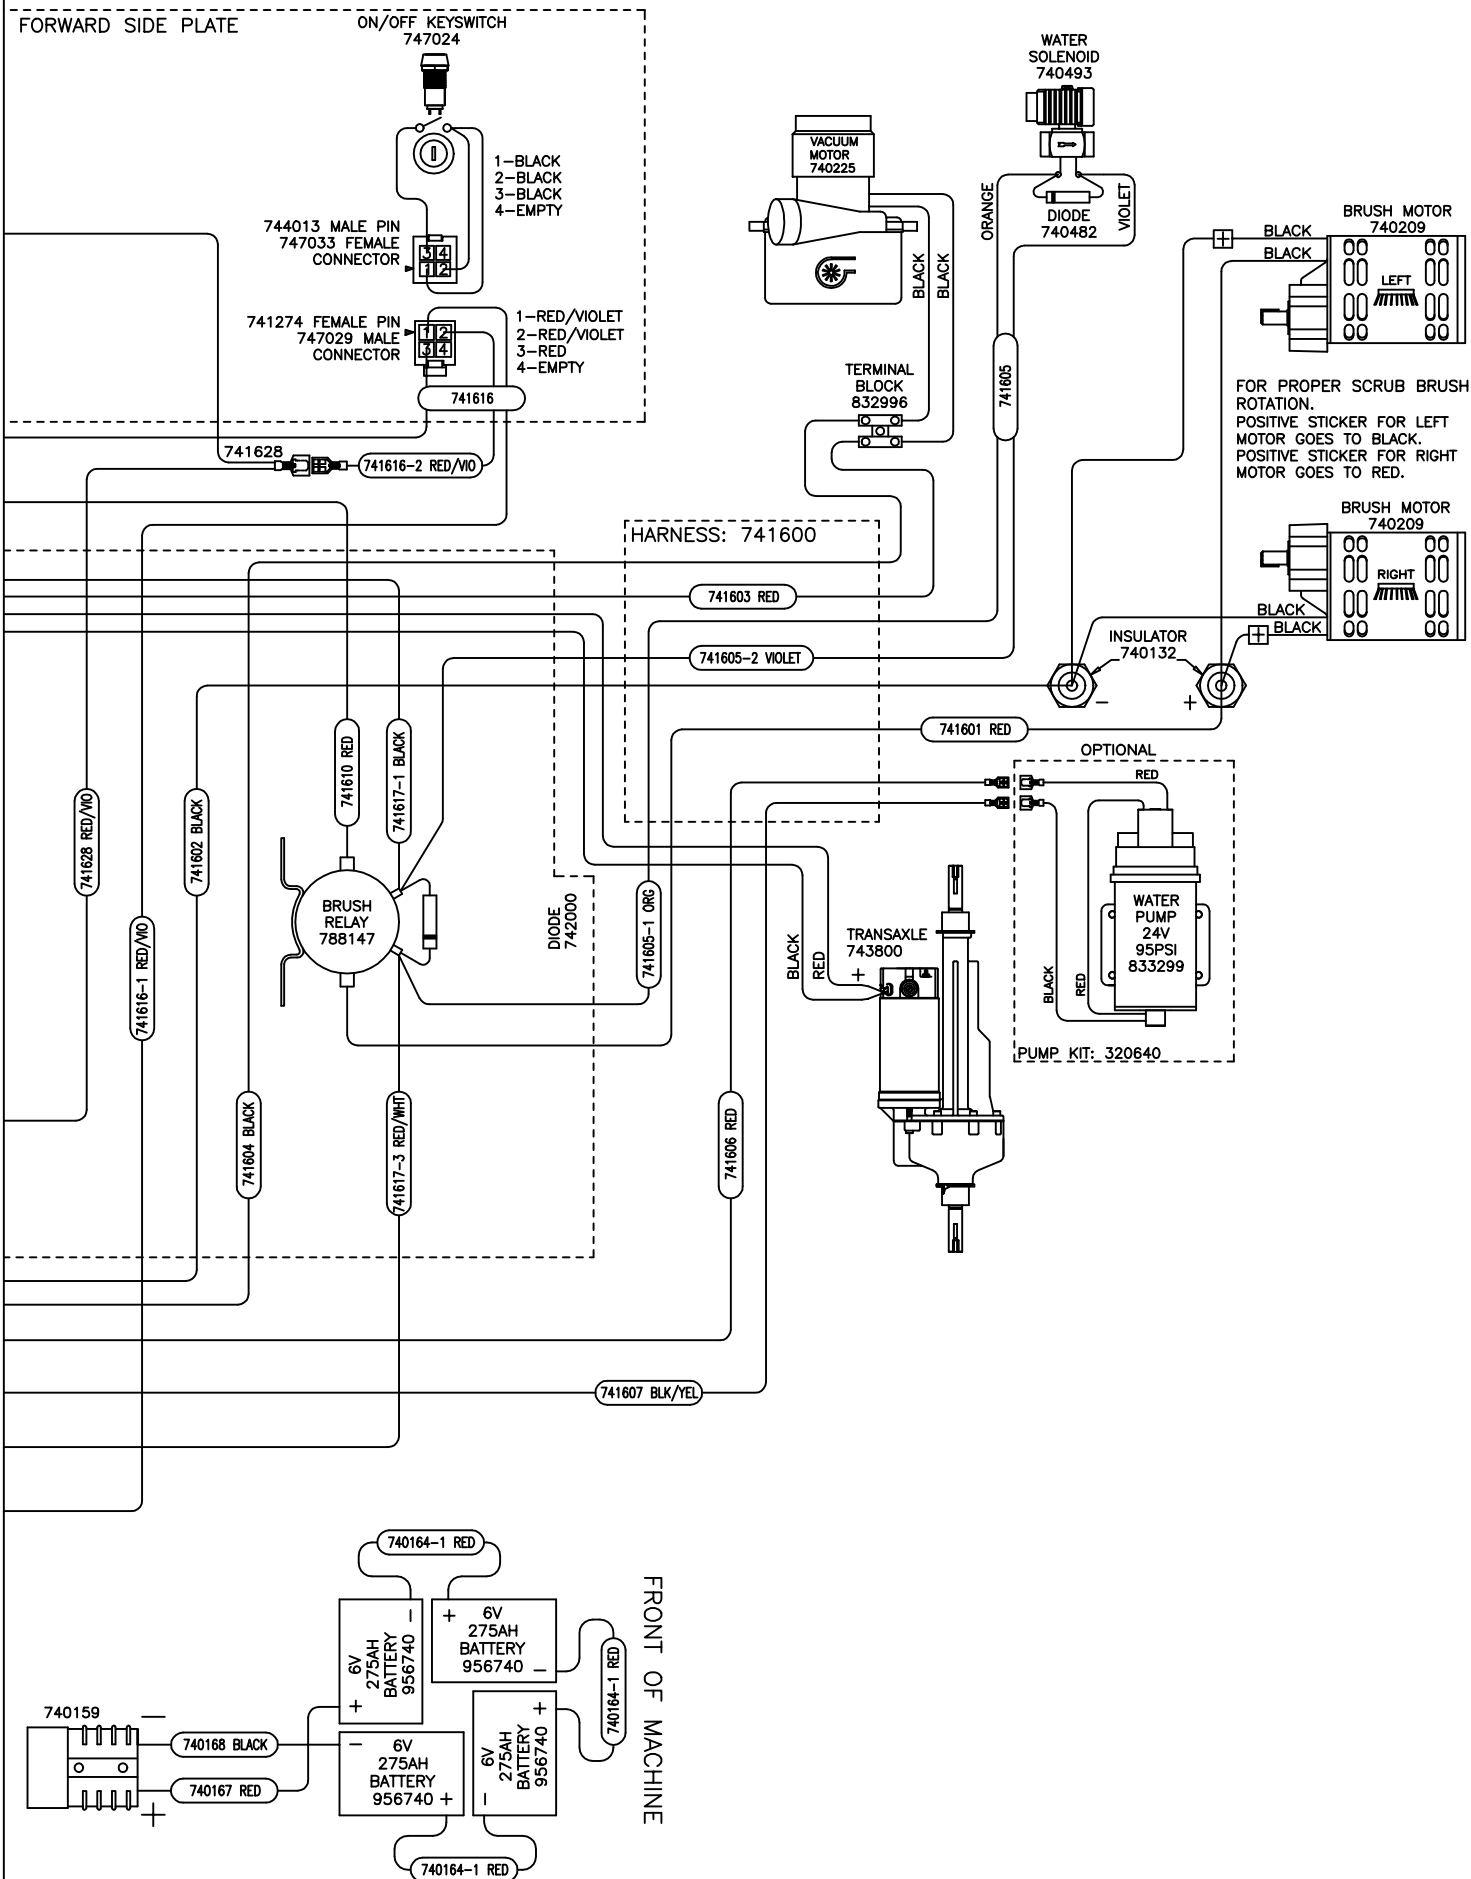 FORWARD SIDE PLATE
ON/OFF KEYSWITCH
747024
1-BLACK
2-BLACK
3-BLACK
4-EMPTY
744013 MALE PIN
747033 FEMALE
CONNECTOR
3 4
1 2
741274 FEMALE PIN
747029 MALE
CONNECTOR
1 2
3 4
1-RED/VIOLET
2-RED/VIOLET
3-RED
4-EMPTY
741616
741628
741616-2 RED/VIO
VACUUM
MOTOR
740225
BLACK
BLACK
TERMINAL
BLOCK
832996
WATER
SOLENOID
740493
ORANGE
VIOLET
DIODE
740482
741605
BRUSH MOTOR
740209
BLACK
BLACK
LEFT
FOR PROPER SCRUB BRUSH
ROTATION.
POSITIVE STICKER FOR LEFT
MOTOR GOES TO BLACK.
POSITIVE STICKER FOR RIGHT
MOTOR GOES TO RED.
BRUSH MOTOR
740209
RIGHT
BLACK
BLACK
INSULATOR
740132
-
+
HARNESS: 741600
741603 RED
741605-2 VIOLET
741601 RED
741610 RED
741617-1 BLACK
741628 RED/VIO
741602 BLACK
741616-1 RED/VIO
BRUSH
RELAY
788147
DIODE
742000
741605-1 ORG
741604 BLACK
741617-3 RED/WHT
741606 RED
741607 BLK/YEL
BLACK
RED
TRANSAXLE
743800
+
OPTIONAL
RED
BLACK
RED
WATER
PUMP
24V
95PSI
833299
PUMP KIT: 320640
740164-1 RED
6V
275AH
BATTERY
956740
-
+
+
6V
275AH
BATTERY
956740
-
740164-1 RED
FRONT OF MACHINE
740159
-
+
740168 BLACK
740167 RED
-
6V
275AH
BATTERY
956740 +
6V
275AH
BATTERY
956740
+
-
740164-1 RED